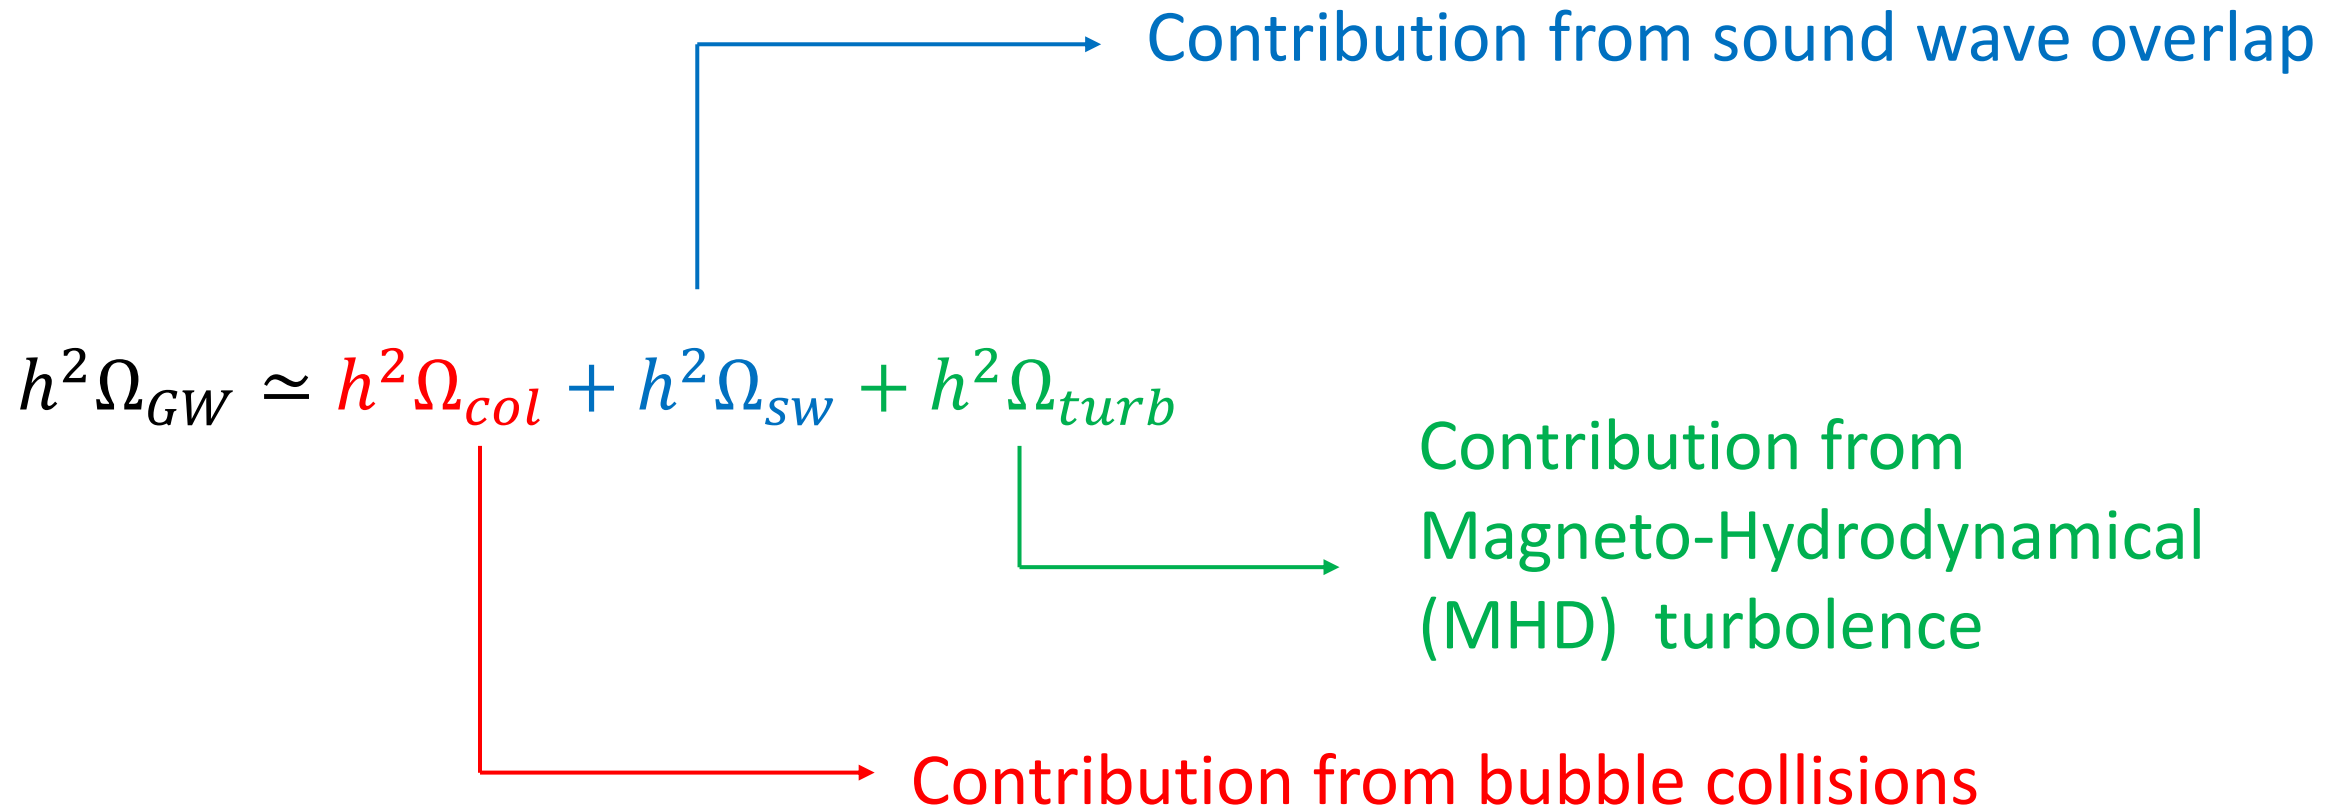 Contribution from sound wave overlap
h²Ω_GW ≃ h²Ω_col + h²Ω_sw + h²Ω_turb
Contribution from
Magneto-Hydrodynamical
(MHD) turbolence
Contribution from bubble collisions